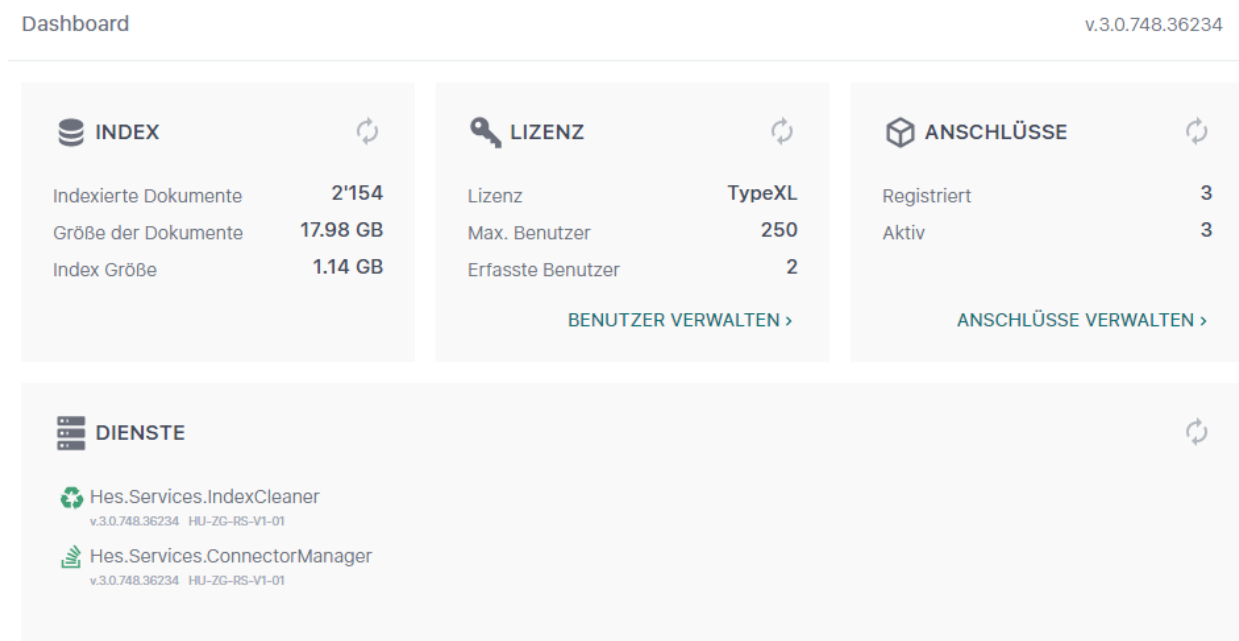 Dashboard v.3.0.748.36234
INDEX
Indexierte Dokumente 2'154
Größe der Dokumente 17.98 GB
Index Größe 1.14 GB
LIZENZ
Lizenz TypeXL
Max. Benutzer 250
Erfasste Benutzer 2
BENUTZER VERWALTEN ›
ANSCHLÜSSE
Registriert 3
Aktiv 3
ANSCHLÜSSE VERWALTEN ›
DIENSTE
Hes.Services.IndexCleaner
v.3.0.748.36234 HU-ZG-RS-V1-01
Hes.Services.ConnectorManager
v.3.0.748.36234 HU-ZG-RS-V1-01